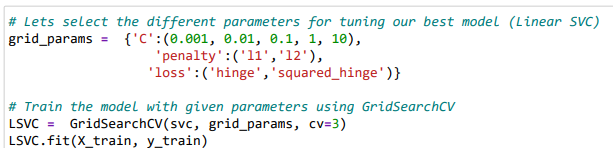 # Lets select the different parameters for tuning our best model (Linear SVC)
grid_params =  {'C':(0.001, 0.01, 0.1, 1, 10),
'penalty':('l1','l2'),
'loss':('hinge','squared_hinge')}
# Train the model with given parameters using GridSearchCV
LSVC =  GridSearchCV(svc, grid_params, cv=3)
LSVC.fit(X_train, y_train)